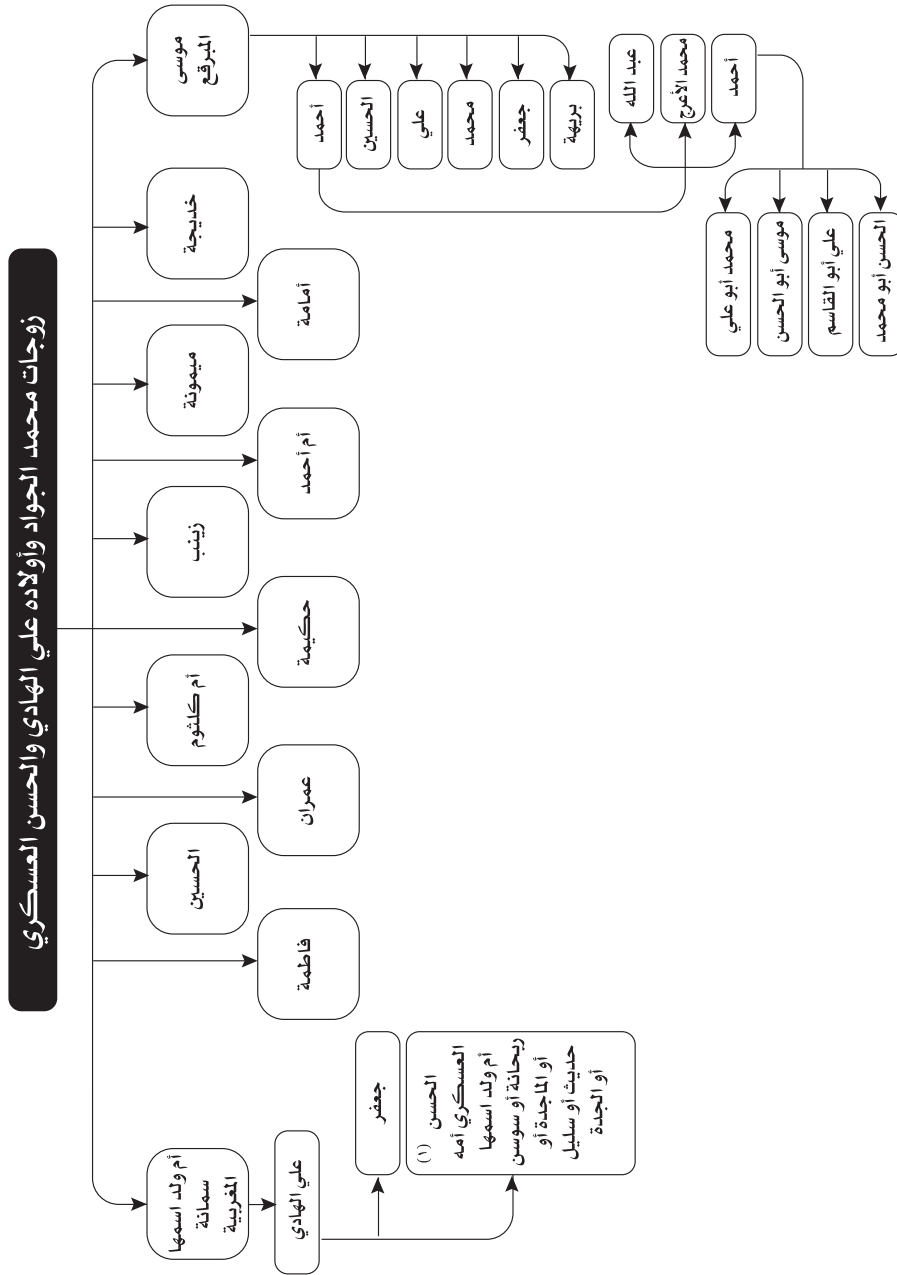 زوجات محمد الجواد وأولاده علي الهادي والحسن العسكري
موسى
المبرقع
خديجة
ميمونة
زينب
أم كلثوم
الحسين
أم ولد اسمها
سمانة
المغربية
أمامة
أم أحمد
حكيمة
عمران
فاطمة
علي الهادي
جعفر
الحسن
العسكري أمه
أم ولد اسمها
ريحانة أو سوسن
أو الماجدة أو
حديث أو سليل
أو الجدة
(١)
أحمد
الحسين
علي
محمد
جعفر
بريهة
عبد الله
محمد الأعرج
أحمد
محمد أبو علي
موسى أبو الحسن
علي أبو القاسم
الحسن أبو محمد